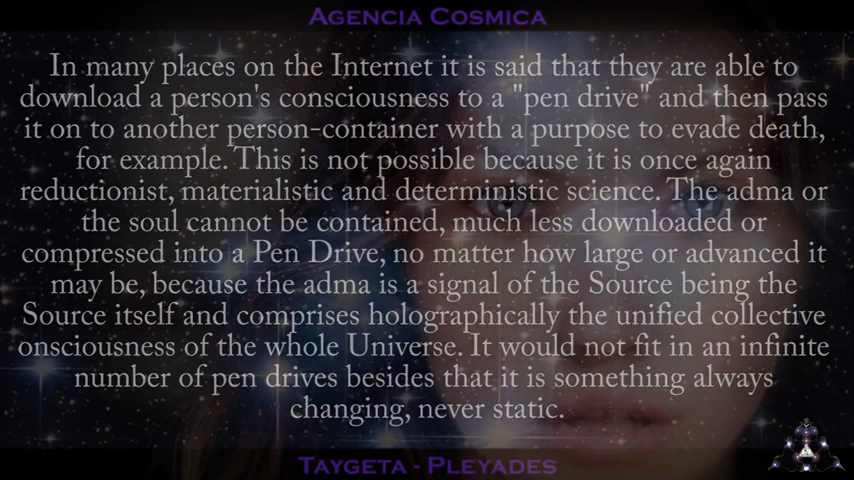 AGENCIA COSMICA
In many places on the Internet it is said that they are able to
download a person's consciousness to a "pen drive" and then pass
it on to another person-container with a purpose to evade death,
for example. This is not possible because it is once again
reductionist, materialistic and deterministic science. The adma or
the soul cannot be contained, much less downloaded or
compressed into a Pen Drive, no matter how large or advanced it
may be, because the adma is a signal of the Source being the
Source itself and comprises holographically the unified collective
onsciousness of the whole Universe. It would not fit in an infinite
number of pen drives besides that it is something always
changing, never static.
TAYGETA - PLEYADES